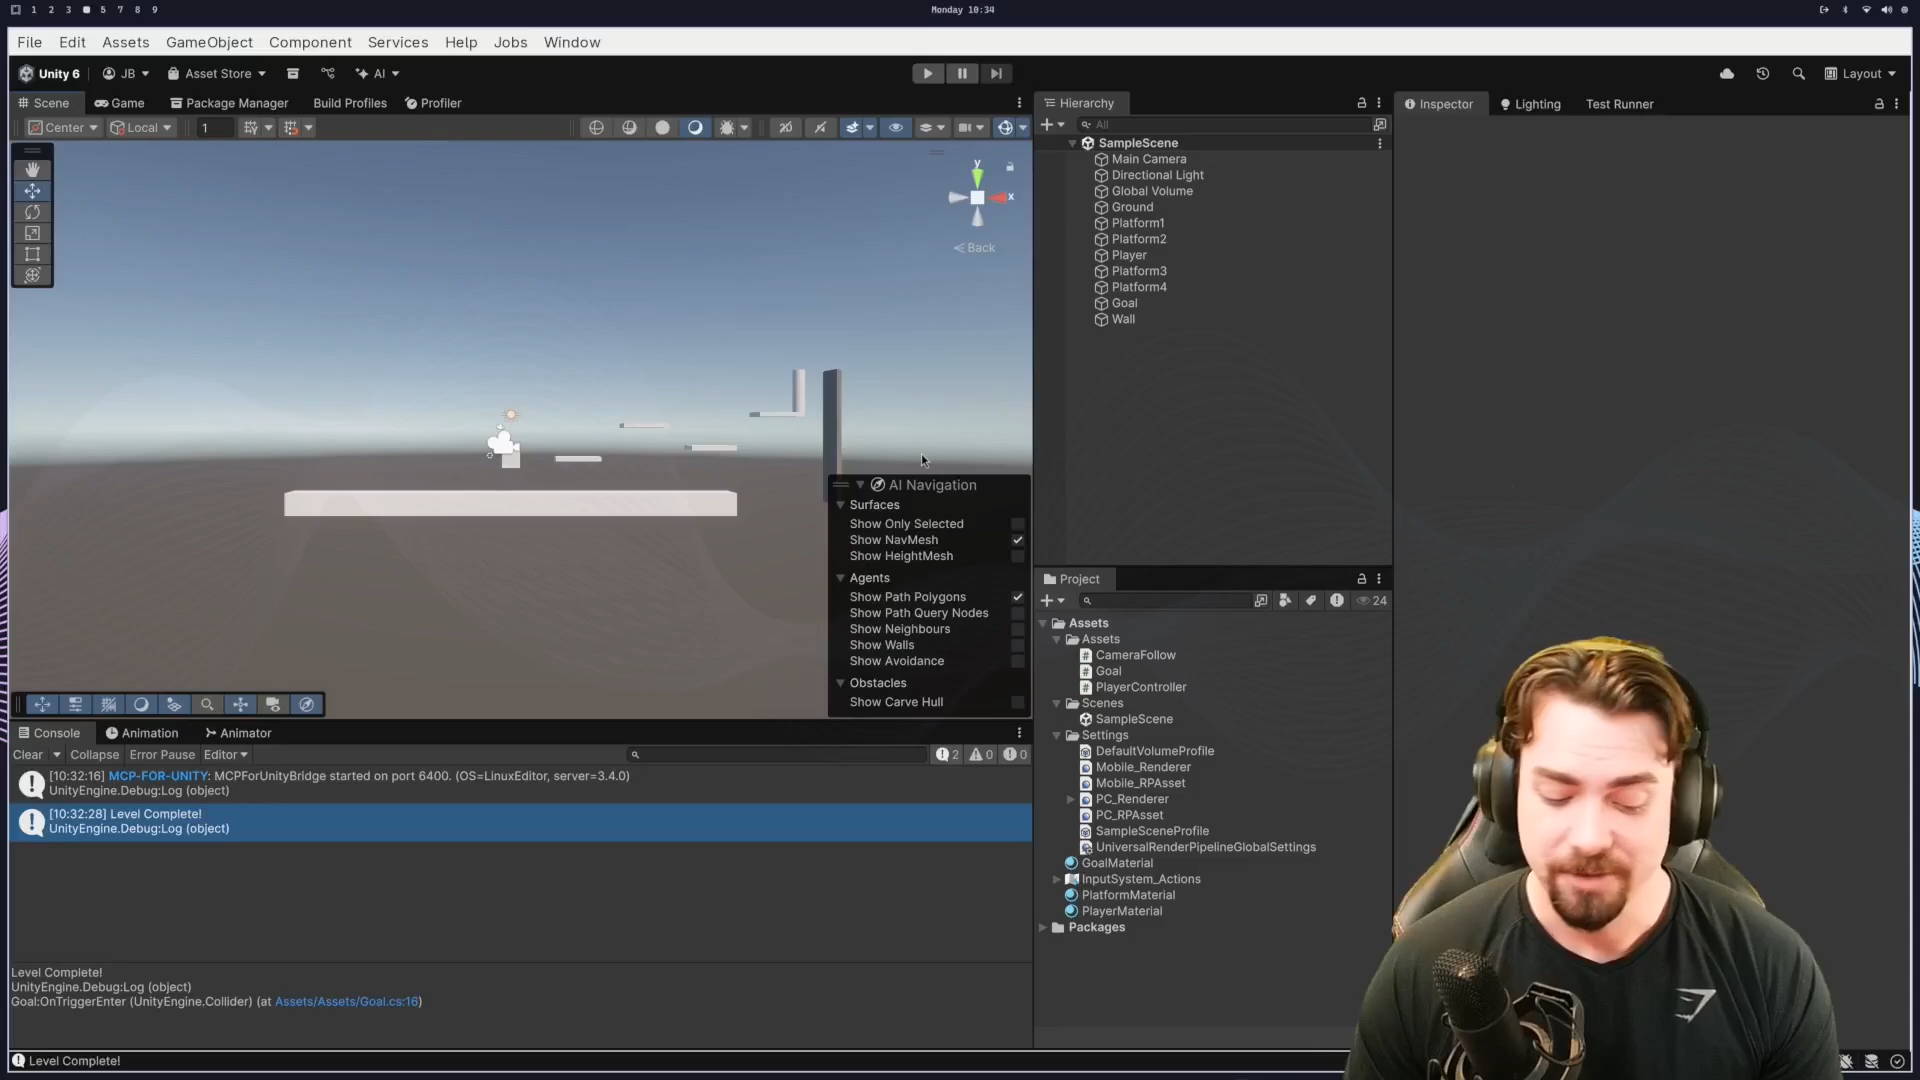 1 2 3 5 7 8 9
Monday 10:34
File Edit Assets GameObject Component Services Help Jobs Window
Unity 6 JB Asset Store AI Layout
Scene Game Package Manager Build Profiles Profiler
Center Local 1 2D
y
x
Back
AI Navigation
Surfaces
Show Only Selected
Show NavMesh
Show HeightMesh
Agents
Show Path Polygons
Show Path Query Nodes
Show Neighbours
Show Walls
Show Avoidance
Obstacles
Show Carve Hull
Hierarchy
All
SampleScene
Main Camera
Directional Light
Global Volume
Ground
Platform1
Platform2
Player
Platform3
Platform4
Goal
Wall
Inspector Lighting Test Runner
Project
24
Assets
Assets
CameraFollow
Goal
PlayerController
Scenes
SampleScene
Settings
DefaultVolumeProfile
Mobile_Renderer
Mobile_RPAsset
PC_Renderer
PC_RPAsset
SampleSceneProfile
UniversalRenderPipelineGlobalSettings
GoalMaterial
InputSystem_Actions
PlatformMaterial
PlayerMaterial
Packages
Console Animation Animator
Clear Collapse Error Pause Editor 2 0 0
[10:32:16] MCP-FOR-UNITY: MCPForUnityBridge started on port 6400. (OS=LinuxEditor, server=3.4.0)
UnityEngine.Debug:Log (object)
[10:32:28] Level Complete!
UnityEngine.Debug:Log (object)
Level Complete!
UnityEngine.Debug:Log (object)
Goal:OnTriggerEnter (UnityEngine.Collider) (at Assets/Assets/Goal.cs:16)
Level Complete!